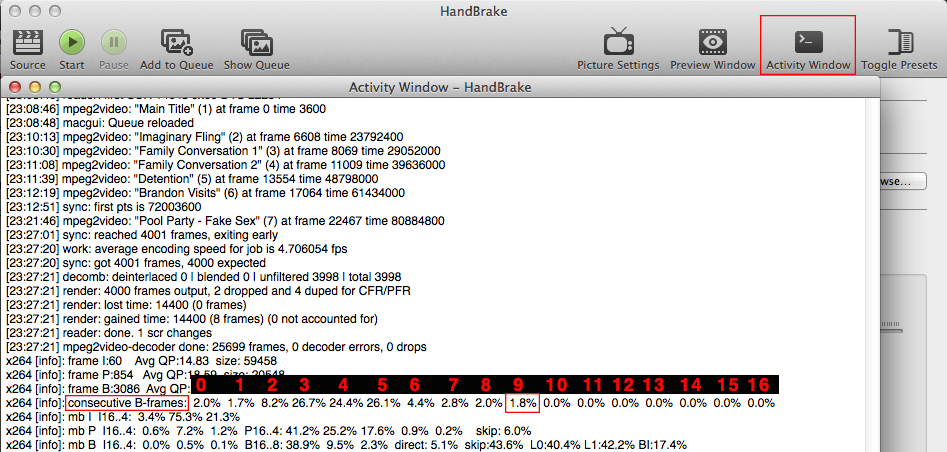 HandBrake
Source Start Pause Add to Queue Show Queue Picture Settings Preview Window Activity Window Toggle Presets
Activity Window – HandBrake
[23:08:46] mpeg2video: "Main Title" (1) at frame 0 time 3600
[23:08:48] macgui: Queue reloaded
[23:10:13] mpeg2video: "Imaginary Fling" (2) at frame 6608 time 23792400
[23:10:30] mpeg2video: "Family Conversation 1" (3) at frame 8069 time 29052000
[23:11:08] mpeg2video: "Family Conversation 2" (4) at frame 11009 time 39636000
[23:11:39] mpeg2video: "Detention" (5) at frame 13554 time 48798000
wse...
[23:12:19] mpeg2video: "Brandon Visits" (6) at frame 17064 time 61434000
[23:12:51] sync: first pts is 72003600
[23:21:46] mpeg2video: "Pool Party - Fake Sex" (7) at frame 22467 time 80884800
[23:27:01] sync: reached 4001 frames, exiting early
[23:27:20] work: average encoding speed for job is 4.706054 fps
[23:27:20] sync: got 4001 frames, 4000 expected
[23:27:21] decomb: deinterlaced 0 | blended 0 | unfiltered 3998 | total 3998
[23:27:21] render: 4000 frames output, 2 dropped and 4 duped for CFR/PFR
[23:27:21] render: lost time: 14400 (0 frames)
[23:27:21] render: gained time: 14400 (8 frames) (0 not accounted for)
[23:27:21] reader: done. 1 scr changes
[23:27:21] mpeg2video-decoder done: 25699 frames, 0 decoder errors, 0 drops
x264 [info]: frame I:60 Avg QP:14.83 size: 59458
x264 [info]: frame P:854 Avg QP:18.59 size: 20548
x264 [info]: frame B:3086 Avg QP: 0 1 2 3 4 5 6 7 8 9 10 11 12 13 14 15 16
x264 [info]: consecutive B-frames: 2.0% 1.7% 8.2% 26.7% 24.4% 26.1% 4.4% 2.8% 2.0% 1.8% 0.0% 0.0% 0.0% 0.0% 0.0% 0.0% 0.0%
x264 [info]: mb I I16..4: 3.4% 75.3% 21.3%
x264 [info]: mb P I16..4: 0.6% 7.2% 1.2% P16..4: 41.2% 25.2% 17.6% 0.9% 0.2% skip: 6.0%
x264 [info]: mb B I16..4: 0.0% 0.5% 0.1% B16..8: 38.9% 9.5% 2.3% direct: 5.1% skip:43.6% L0:40.4% L1:42.2% BI:17.4%